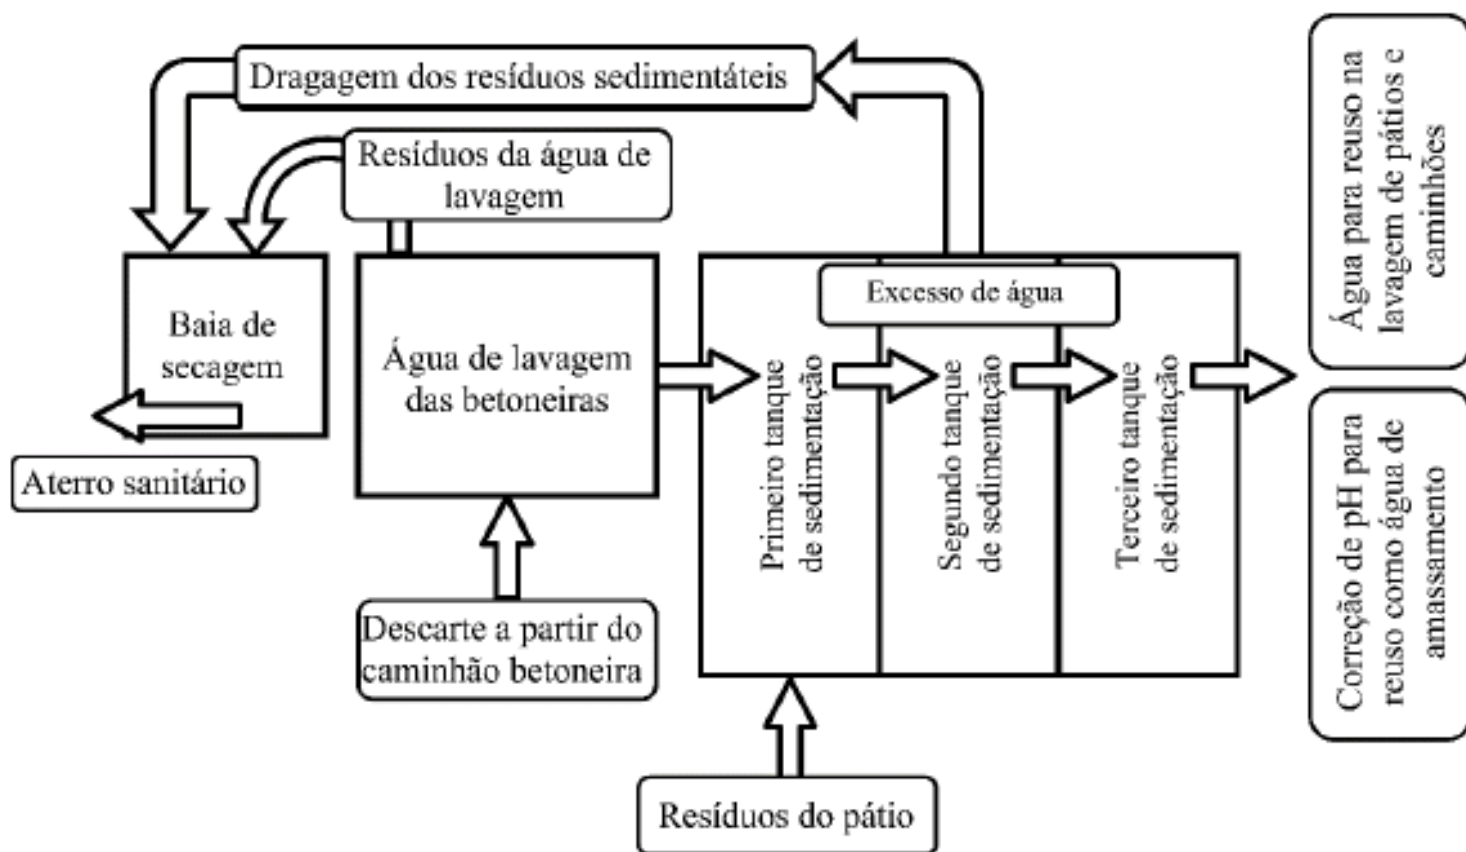 Dragagem dos resíduos sedimentáteis
Resíduos da água de
lavagem
Baia de
secagem
Aterro sanitário
Água de lavagem
das betoneiras
Descarte a partir do
caminhão betoneira
Excesso de água
Primeiro tanque
de sedimentação
Segundo tanque
de sedimentação
Terceiro tanque
de sedimentação
Resíduos do pátio
Água para reuso na
lavagem de pátios e
caminhões
Correção de pH para
reuso como água de
amassamento